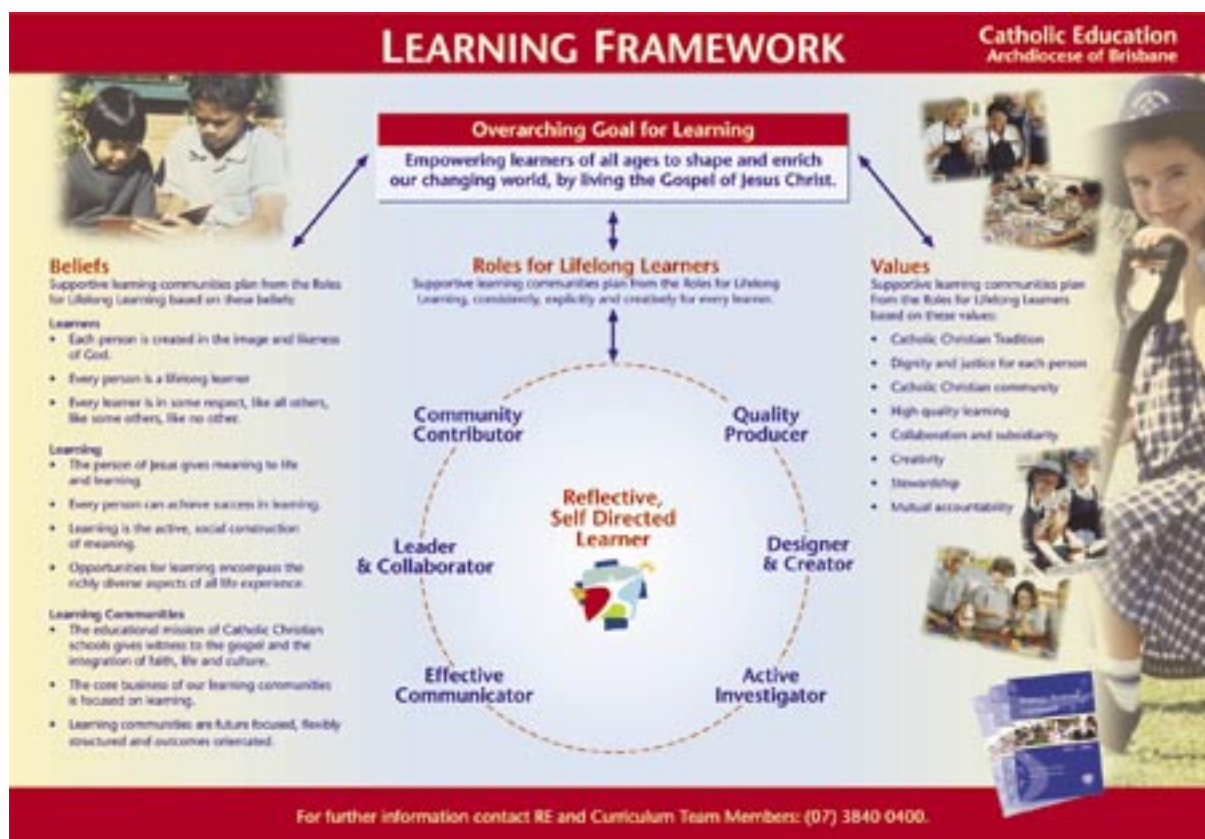 LEARNING FRAMEWORK
Catholic Education
Archdiocese of Brisbane
Overarching Goal for Learning
Empowering learners of all ages to shape and enrich
our changing world, by living the Gospel of Jesus Christ.
Beliefs
Supportive learning communities plan from the Roles
for Lifelong Learning based on these beliefs:
Learners
• Each person is created in the image and likeness
of God.
• Every person is a lifelong learner
• Every learner is in some respect, like all others,
like some others, like no other.
Learning
• The person of Jesus gives meaning to life
and learning.
• Every person can achieve success in learning.
• Learning is the active, social construction
of meaning.
• Opportunities for learning encompass the
richly diverse aspects of all life experience.
Learning Communities
• The educational mission of Catholic Christian
schools gives witness to the gospel and the
integration of faith, life and culture.
• The core business of our learning communities
is focused on learning.
• Learning communities are future focused, flexibly
structured and outcomes orientated.
Roles for Lifelong Learners
Supportive learning communities plan from the Roles for Lifelong
Learning, consistently, explicitly and creatively for every learner.
Community
Contributor
Quality
Producer
Reflective,
Self Directed
Learner
Leader
& Collaborator
Designer
& Creator
Effective
Communicator
Active
Investigator
Values
Supportive learning communities plan
from the Roles for Lifelong Learners
based on these values:
• Catholic Christian Tradition
• Dignity and justice for each person
• Catholic Christian community
• High quality learning
• Collaboration and subsidiarity
• Creativity
• Stewardship
• Mutual accountability
For further information contact RE and Curriculum Team Members: (07) 3840 0400.